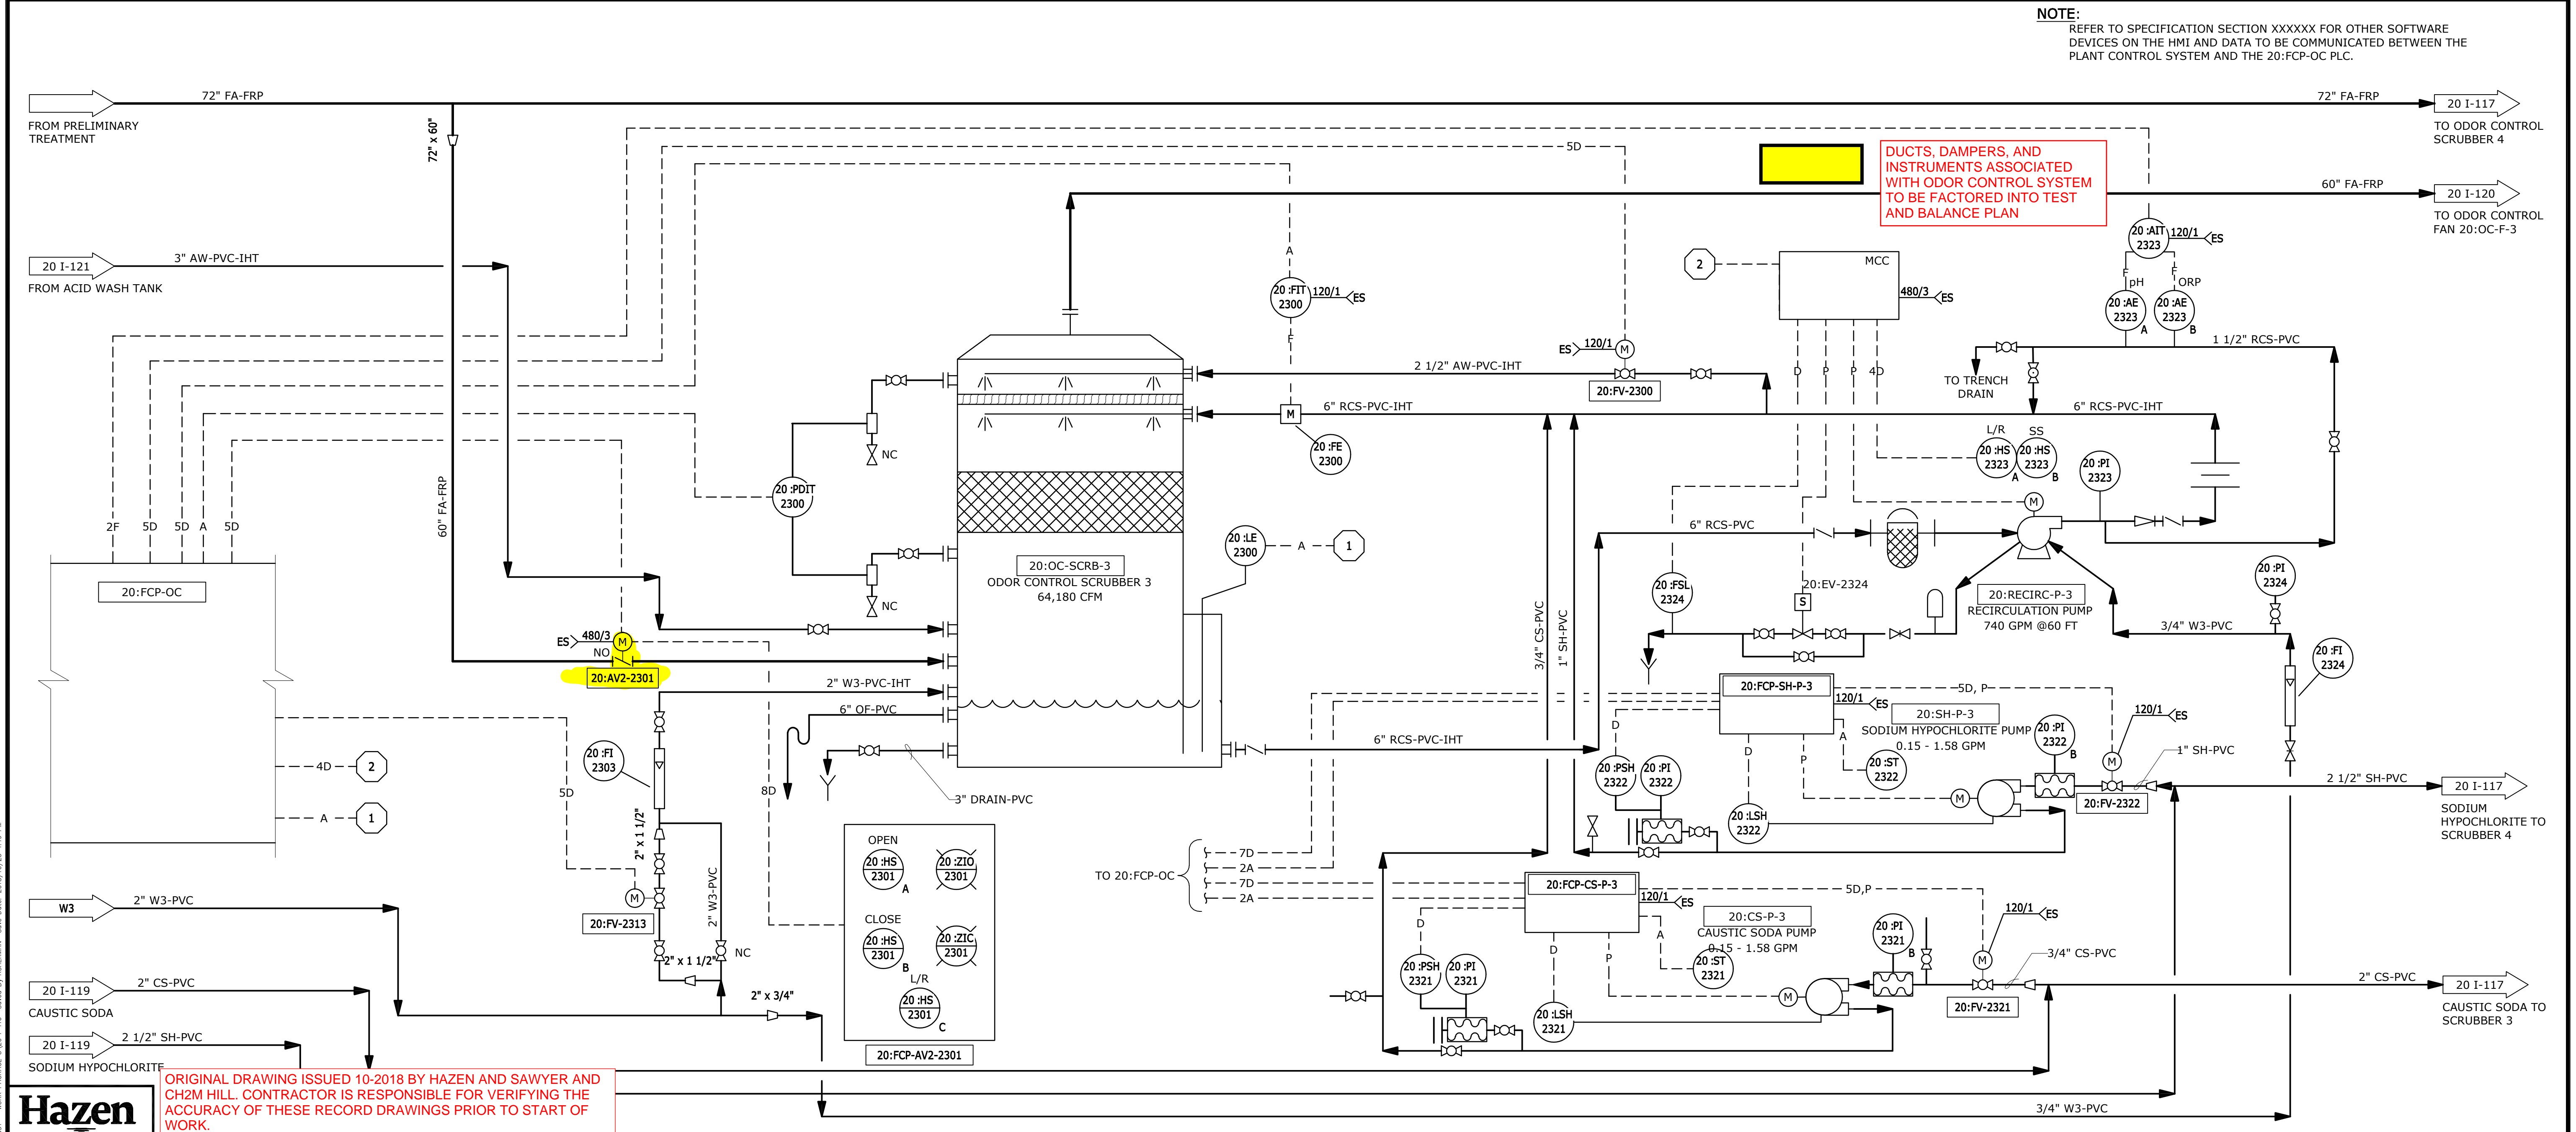 NOTE:
REFER TO SPECIFICATION SECTION XXXXXX FOR OTHER SOFTWARE
DEVICES ON THE HMI AND DATA TO BE COMMUNICATED BETWEEN THE
PLANT CONTROL SYSTEM AND THE 20:FCP-OC PLC.
72" FA-FRP
FROM PRELIMINARY
TREATMENT
72" x 60"
72" FA-FRP
20 I-117
TO ODOR CONTROL
SCRUBBER 4
5D
DUCTS, DAMPERS, AND
INSTRUMENTS ASSOCIATED
WITH ODOR CONTROL SYSTEM
TO BE FACTORED INTO TEST
AND BALANCE PLAN
60" FA-FRP
20 I-120
TO ODOR CONTROL
FAN 20:OC-F-3
20 I-121
3" AW-PVC-IHT
FROM ACID WASH TANK
A
20 :FIT
2300
120/1
ES
F
2
MCC
480/3
ES
20 :AIT
2323
120/1
ES
F
pH
F
ORP
20 :AE
2323
A
20 :AE
2323
B
1 1/2" RCS-PVC
ES
120/1
M
20:FV-2300
2 1/2" AW-PVC-IHT
6" RCS-PVC-IHT
M
20 :FE
2300
D
P
P
4D
TO TRENCH
DRAIN
6" RCS-PVC-IHT
L/R
20 :HS
2323
A
SS
20 :HS
2323
B
20 :PI
2323
M
NC
20 :PDIT
2300
NC
60" FA-FRP
2F
5D
5D
A
5D
20:FCP-OC
20:OC-SCRB-3
ODOR CONTROL SCRUBBER 3
64,180 CFM
20 :LE
2300
A
1
6" RCS-PVC
20 :FSL
2324
20:EV-2324
S
20:RECIRC-P-3
RECIRCULATION PUMP
740 GPM @60 FT
20 :PI
2324
3/4" W3-PVC
20 :FI
2324
3/4" CS-PVC
1" SH-PVC
ES
480/3
M
NO
20:AV2-2301
2" W3-PVC-IHT
6" OF-PVC
3" DRAIN-PVC
6" RCS-PVC-IHT
20 :FI
2303
5D
8D
4D
2
A
1
20:FCP-SH-P-3
5D, P
120/1
ES
20:SH-P-3
SODIUM HYPOCHLORITE PUMP
0.15 - 1.58 GPM
D
D
P
A
20 :ST
2322
20 :PSH
2322
20 :PI
2322
20 :LSH
2322
M
20 :PI
2322
B
M
120/1
ES
20:FV-2322
1" SH-PVC
2 1/2" SH-PVC
20 I-117
SODIUM
HYPOCHLORITE TO
SCRUBBER 4
2" x 1 1/2"
M
20:FV-2313
2" W3-PVC
NC
2" x 1 1/2"
2" x 3/4"
OPEN
20 :HS
2301
A
20 :ZIO
2301
CLOSE
20 :HS
2301
B
20 :ZIC
2301
L/R
20 :HS
2301
C
20:FCP-AV2-2301
TO 20:FCP-OC
7D
2A
7D
2A
20:FCP-CS-P-3
5D,P
120/1
ES
20:CS-P-3
CAUSTIC SODA PUMP
0.15 - 1.58 GPM
D
D
P
A
20 :ST
2321
20 :PSH
2321
20 :PI
2321
20 :LSH
2321
M
20 :PI
2321
B
M
120/1
ES
20:FV-2321
3/4" CS-PVC
2" CS-PVC
20 I-117
CAUSTIC SODA TO
SCRUBBER 3
W3
2" W3-PVC
20 I-119
2" CS-PVC
CAUSTIC SODA
20 I-119
2 1/2" SH-PVC
SODIUM HYPOCHLORITE
3/4" W3-PVC
ORIGINAL DRAWING ISSUED 10-2018 BY HAZEN AND SAWYER AND
CH2M HILL. CONTRACTOR IS RESPONSIBLE FOR VERIFYING THE
ACCURACY OF THESE RECORD DRAWINGS PRIOR TO START OF
WORK.
Hazen